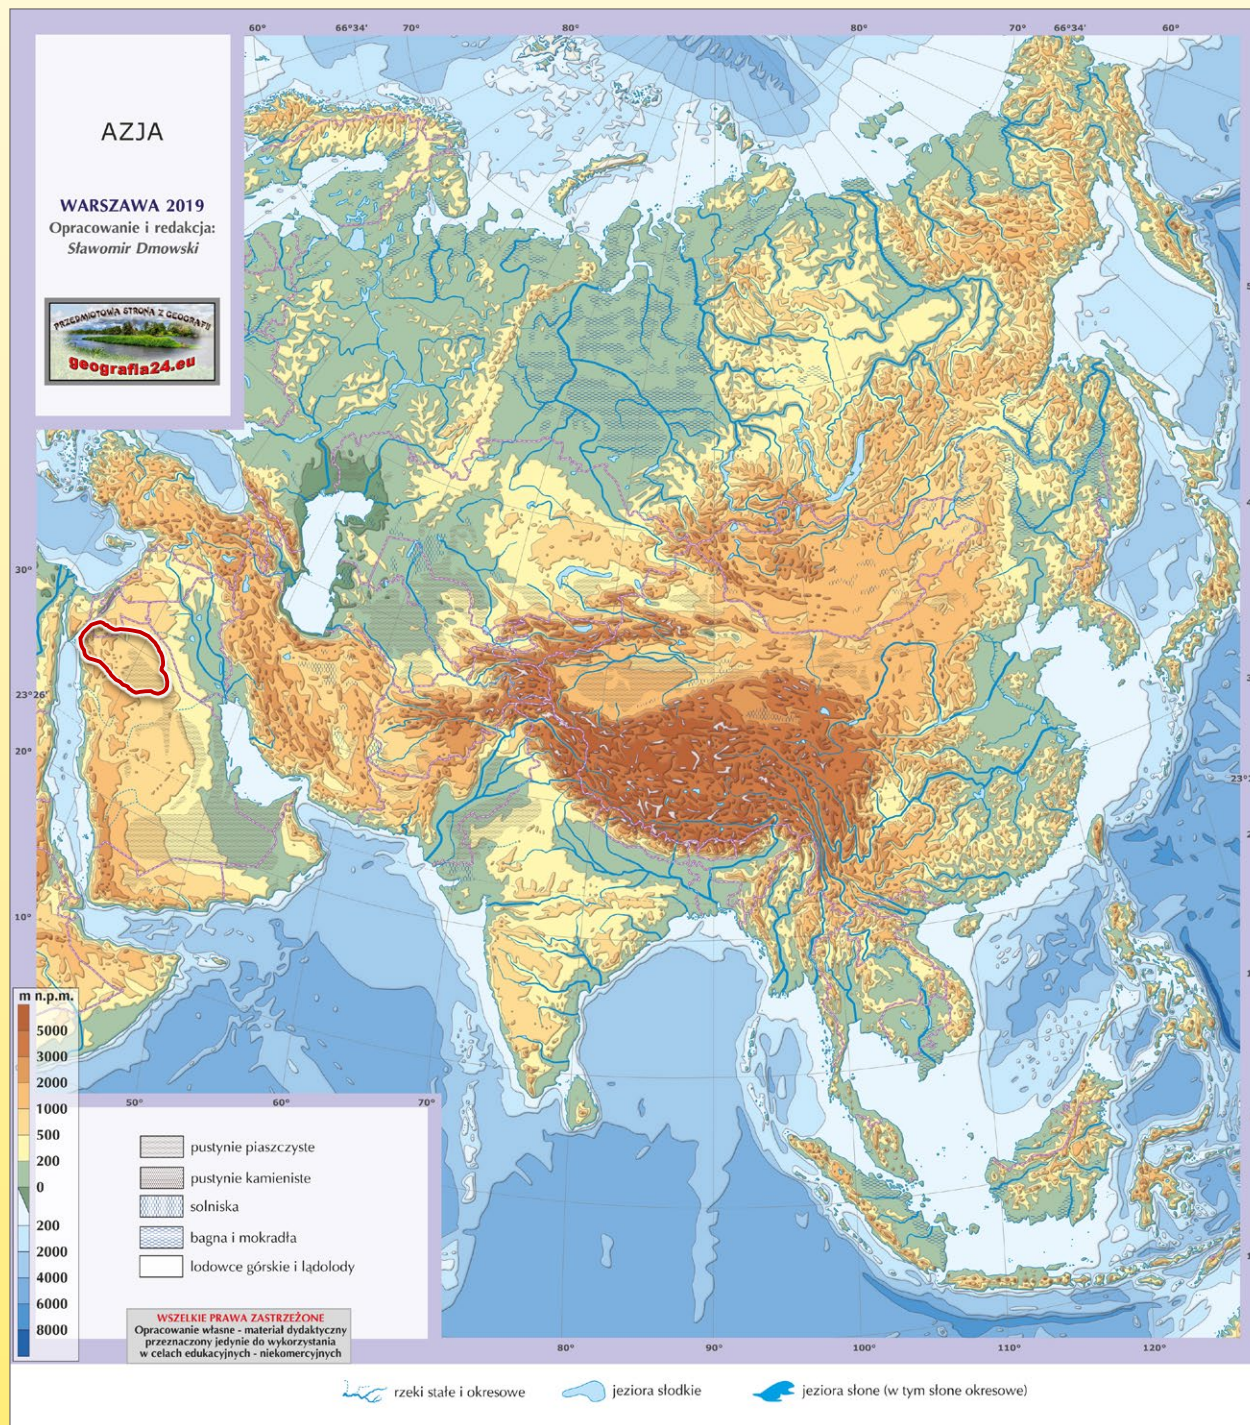 60°
66°34'
70°
80°
80°
70°
66°34'
60°
AZJA
WARSZAWA 2019
Opracowanie i redakcja:
Sławomir Dmowski
PRZEDMIOTOWA STRONA Z GEOGRAFII
geografia24.eu
30°
23°26'
20°
10°
m n.p.m.
5000
3000
2000
1000
500
200
0
200
2000
4000
6000
8000
50°
60°
70°
pustynie piaszczyste
pustynie kamieniste
solniska
bagna i mokradła
lodowce górskie i lądolody
WSZELKIE PRAWA ZASTRZEŻONE
Opracowanie własne - materiał dydaktyczny
przeznaczony jedynie do wykorzystania
w celach edukacyjnych - niekomercyjnych
80°
90°
100°
110°
120°
rzeki stałe i okresowe
jeziora słodkie
jeziora słone (w tym słone okresowe)